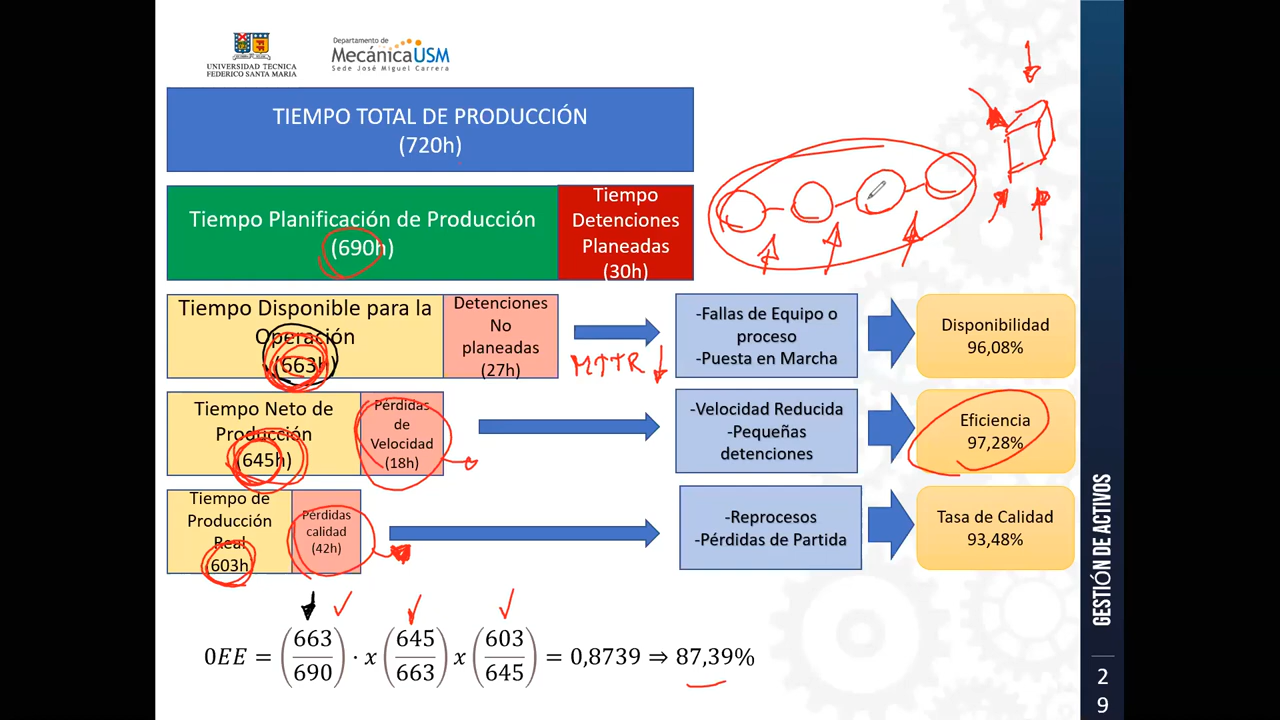 UNIVERSIDAD TECNICA
FEDERICO SANTA MARIA
Departamento de
MecánicaUSM
Sede José Miguel Carrera
TIEMPO TOTAL DE PRODUCCIÓN
(720h)
Tiempo Planificación de Producción
(690h)
Tiempo
Detenciones
Planeadas
(30h)
Tiempo Disponible para la
Operación
(663h)
Detenciones
No
planeadas
(27h)
MTTR
-Fallas de Equipo o
proceso
-Puesta en Marcha
Disponibilidad
96,08%
Tiempo Neto de
Producción
(645h)
Pérdidas
de
Velocidad
(18h)
-Velocidad Reducida
-Pequeñas
detenciones
Eficiencia
97,28%
Tiempo de
Producción
Real
(603h
Pérdidas
calidad
(42h)
-Reprocesos
-Pérdidas de Partida
Tasa de Calidad
93,48%
0EE = (663/690) · x (645/663) x (603/645) = 0,8739 ⇒ 87,39%
GESTIÓN DE ACTIVOS
2
9